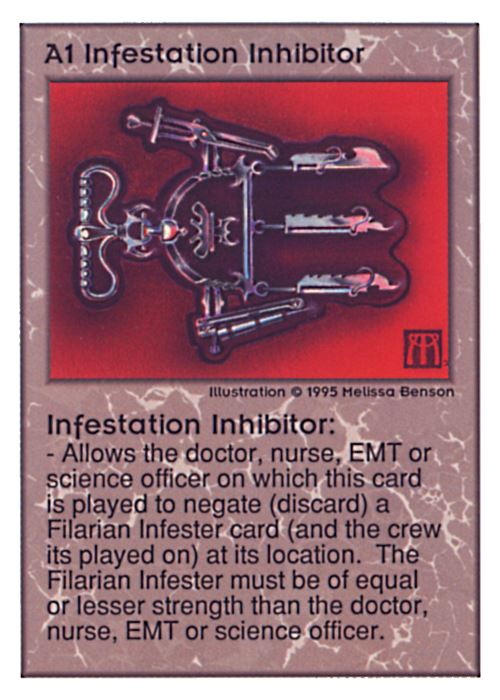 A1 Infestation Inhibitor
Illustration © 1995 Melissa Benson
Infestation Inhibitor:
- Allows the doctor, nurse, EMT or
science officer on which this card
is played to negate (discard) a
Filarian Infester card (and the crew
its played on) at its location.  The
Filarian Infester must be of equal
or lesser strength than the doctor,
nurse, EMT or science officer.